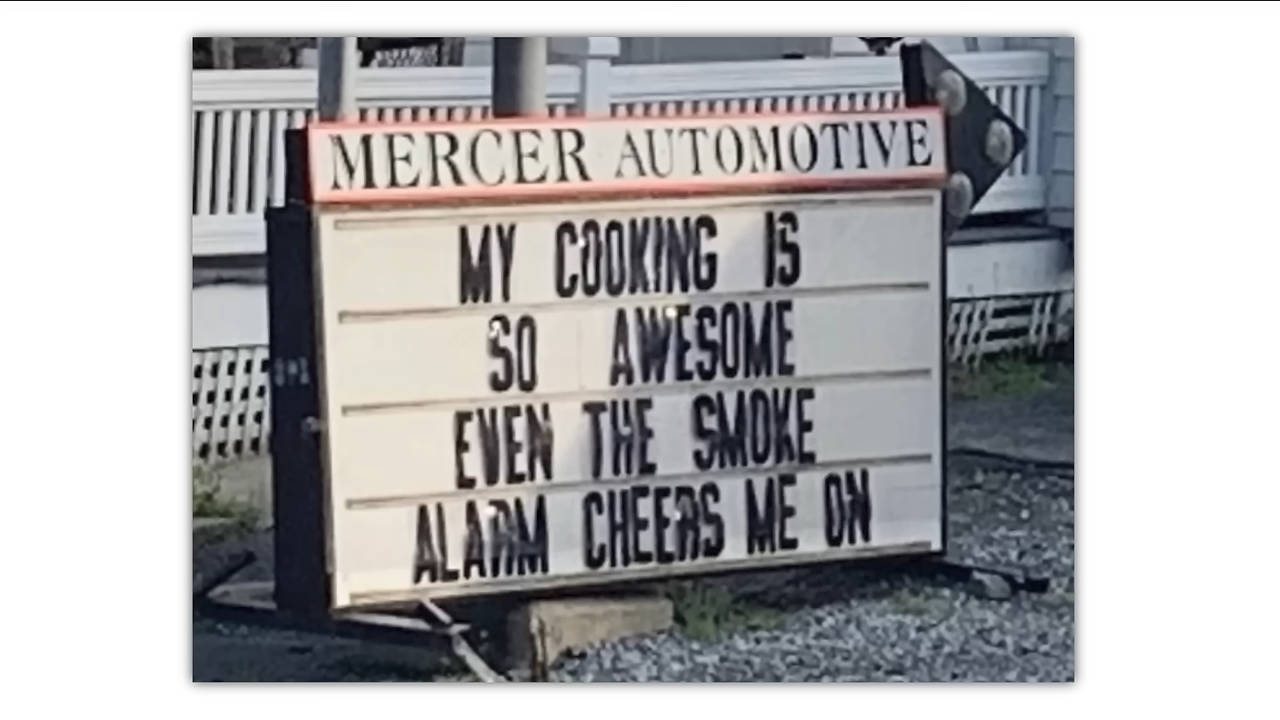 MERCER AUTOMOTIVE
MY COOKING IS
SO AWESOME
EVEN THE SMOKE
ALARM CHEERS ME ON